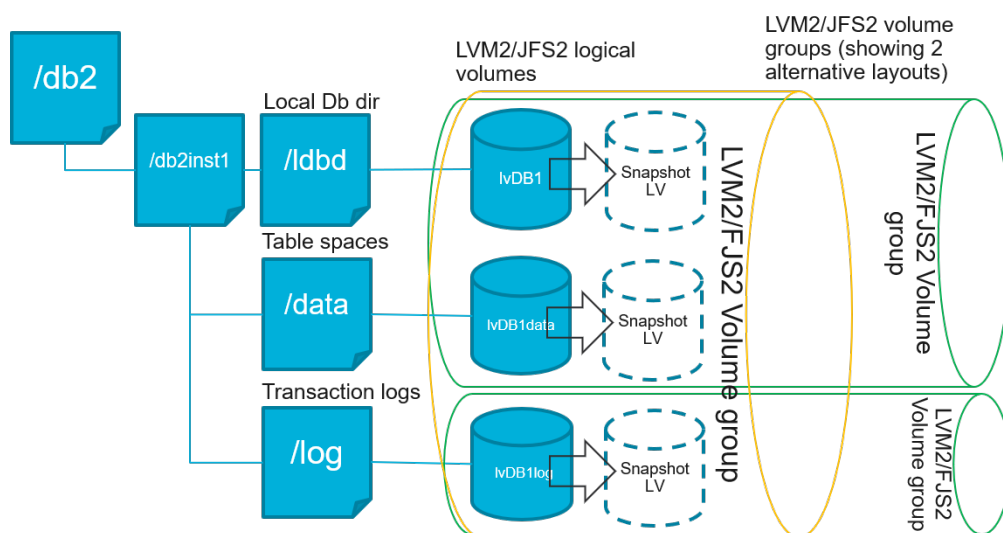 LVM2/JFS2 logical
volumes
LVM2/JFS2 volume
groups (showing 2
alternative layouts)
/db2
/db2inst1
Local Db dir
/ldbd
lvDB1
Snapshot
LV
Table spaces
/data
lvDB1data
Snapshot
LV
Transaction logs
/log
lvDB1log
Snapshot
LV
LVM2/FJS2 Volume group
LVM2/FJS2 Volume
group
LVM2/FJS2
Volume group